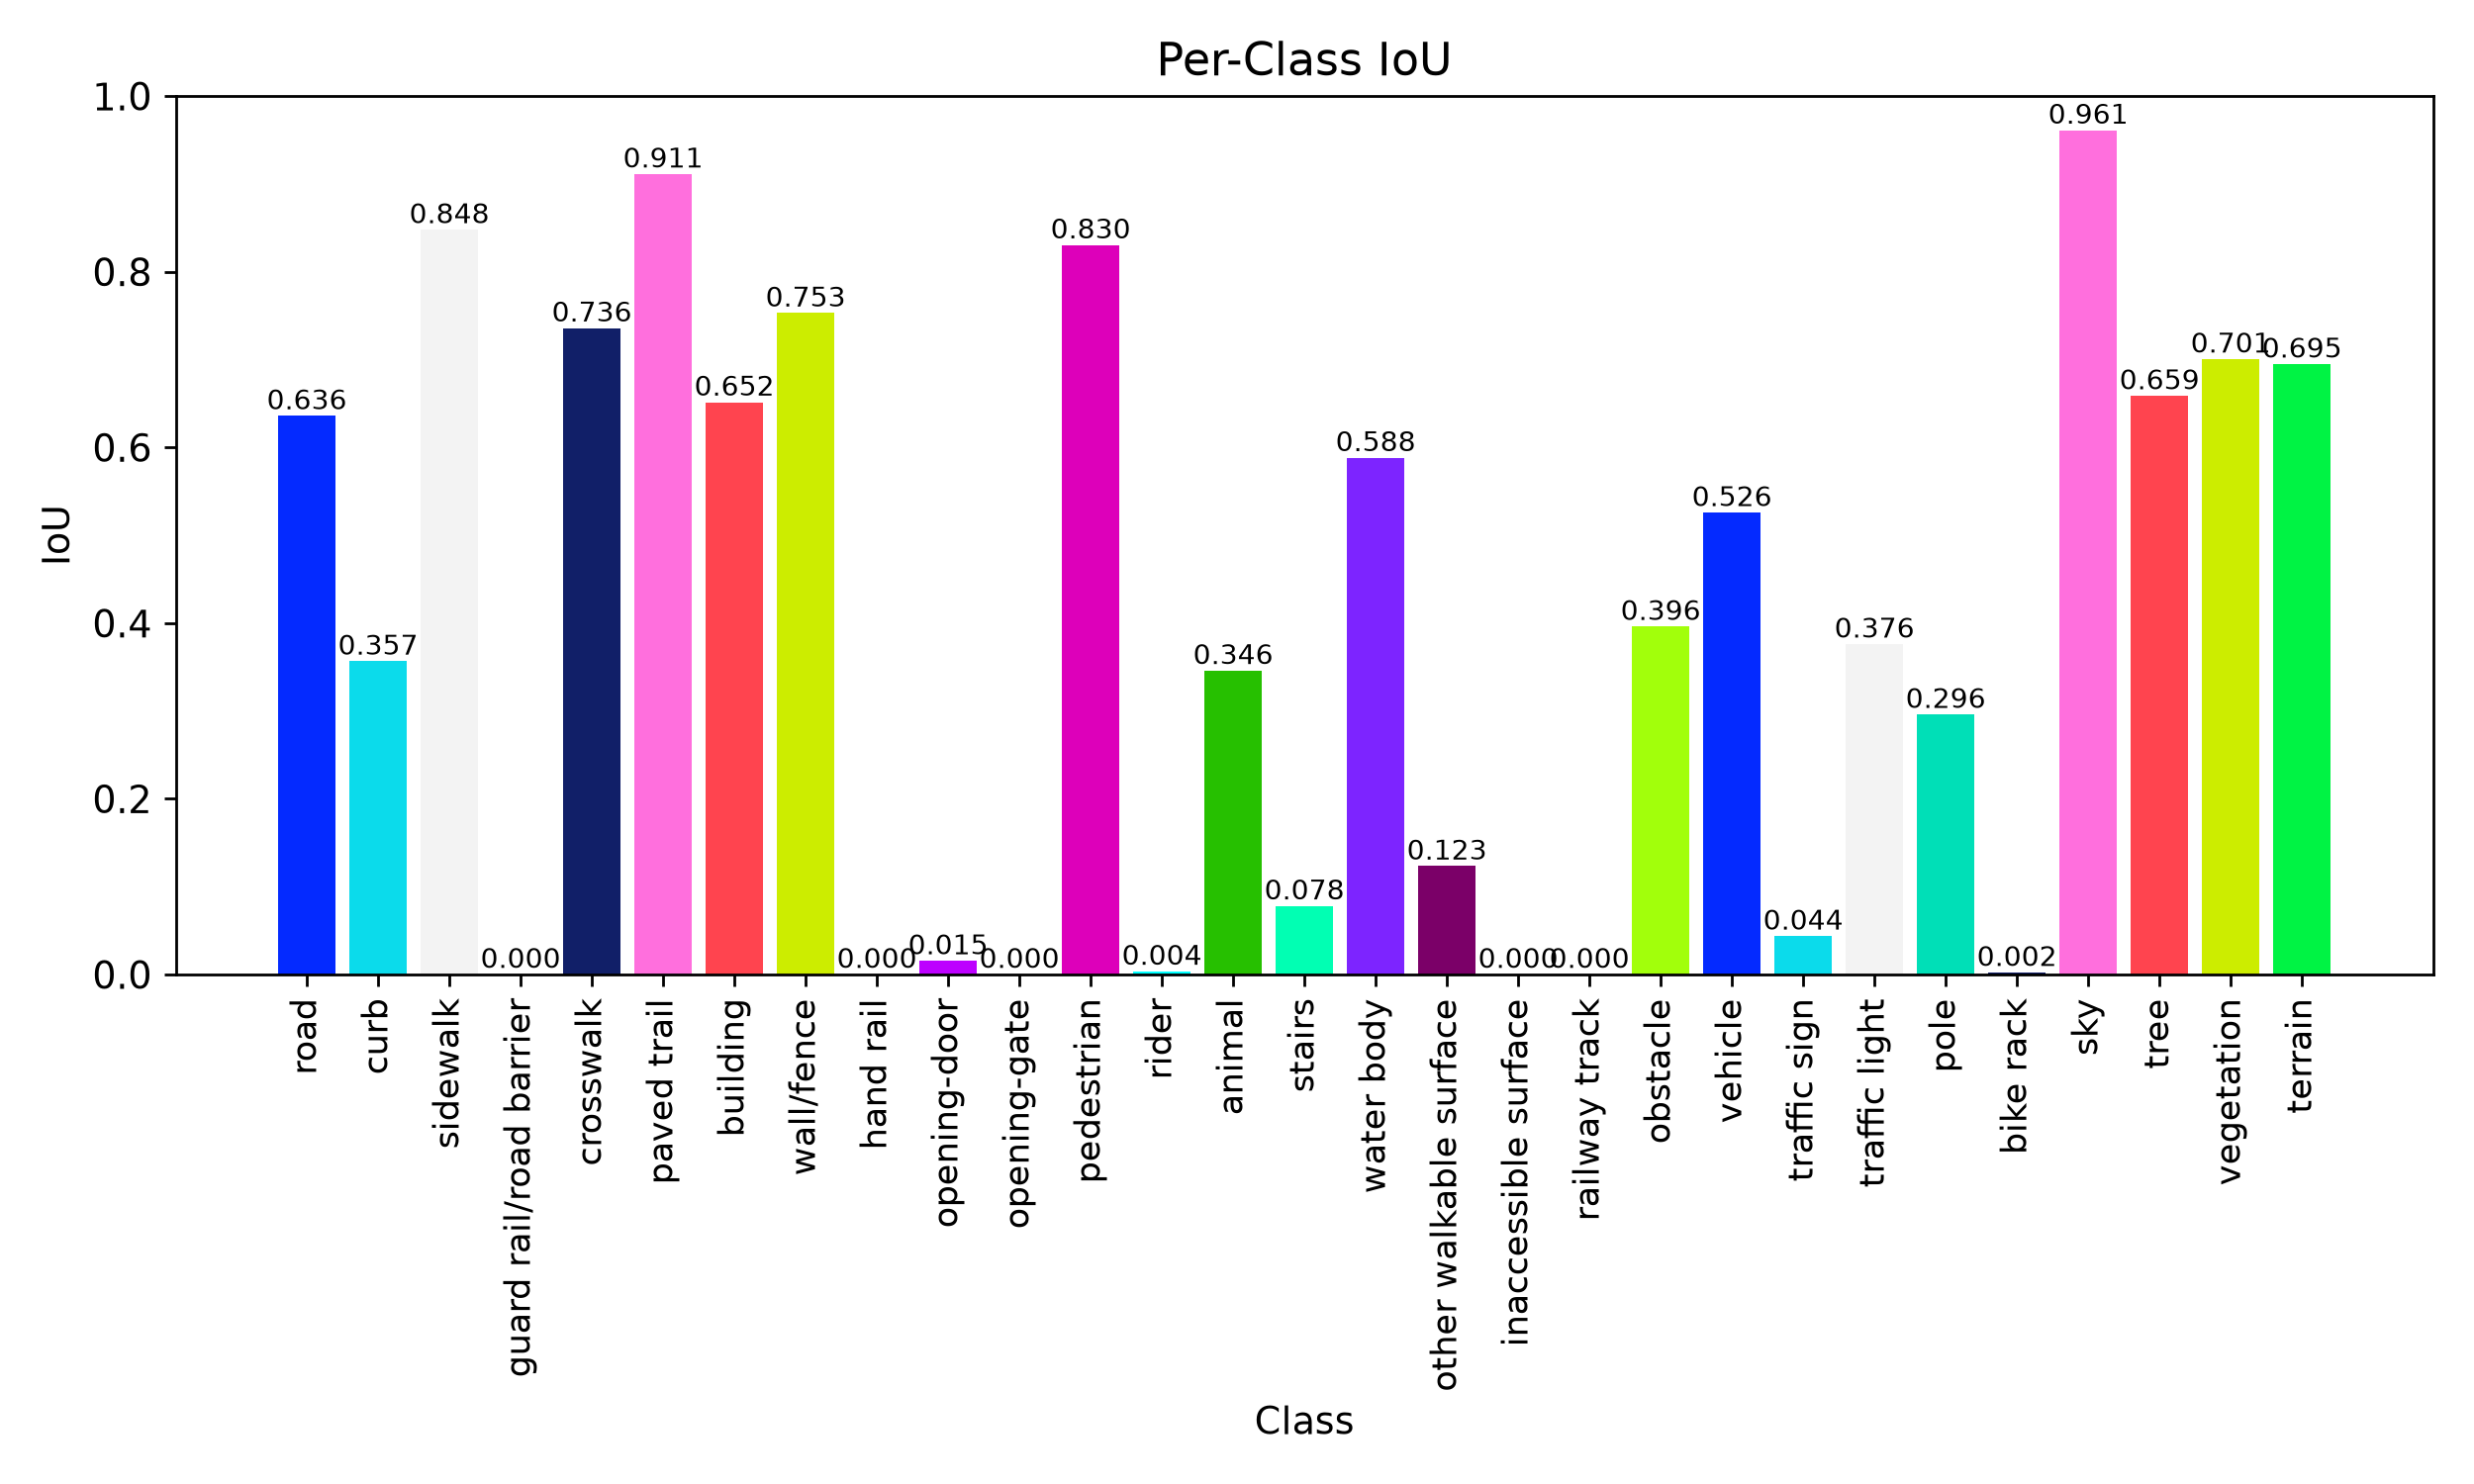 Per-Class IoU
1.0
0.8
0.6
0.4
0.2
0.0
IoU
0.636
0.357
0.848
0.000
0.736
0.911
0.652
0.753
0.000
0.015
0.000
0.830
0.004
0.346
0.078
0.588
0.123
0.000
0.000
0.396
0.526
0.044
0.376
0.296
0.002
0.961
0.659
0.701
0.695
road
curb
sidewalk
guard rail/road barrier
crosswalk
paved trail
building
wall/fence
hand rail
opening-door
opening-gate
pedestrian
rider
animal
stairs
water body
other walkable surface
inaccessible surface
railway track
obstacle
vehicle
traffic sign
traffic light
pole
bike rack
sky
tree
vegetation
terrain
Class